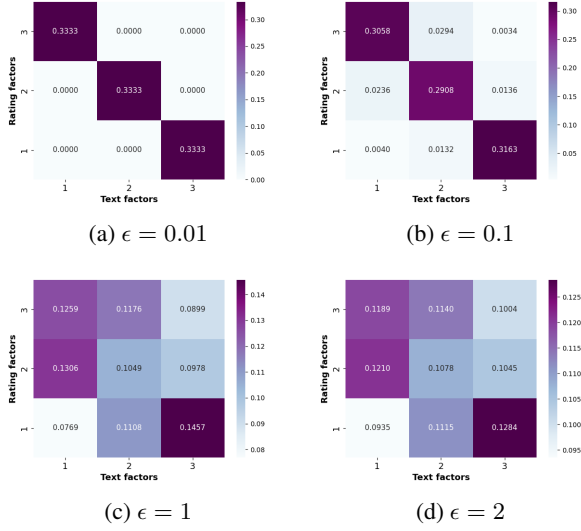 3 0.3333 0.0000 0.0000
2 0.0000 0.3333 0.0000
1 0.0000 0.0000 0.3333
1 2 3
Rating factors
Text factors
0.30
0.25
0.20
0.15
0.10
0.05
0.00
(a) ϵ = 0.01
3 0.3058 0.0294 0.0034
2 0.0236 0.2908 0.0136
1 0.0040 0.0132 0.3163
1 2 3
Rating factors
Text factors
0.30
0.25
0.20
0.15
0.10
0.05
(b) ϵ = 0.1
3 0.1259 0.1176 0.0899
2 0.1306 0.1049 0.0978
1 0.0769 0.1108 0.1457
1 2 3
Rating factors
Text factors
0.14
0.13
0.12
0.11
0.10
0.09
0.08
(c) ϵ = 1
3 0.1189 0.1140 0.1004
2 0.1210 0.1078 0.1045
1 0.0935 0.1115 0.1284
1 2 3
Rating factors
Text factors
0.125
0.120
0.115
0.110
0.105
0.100
0.095
(d) ϵ = 2